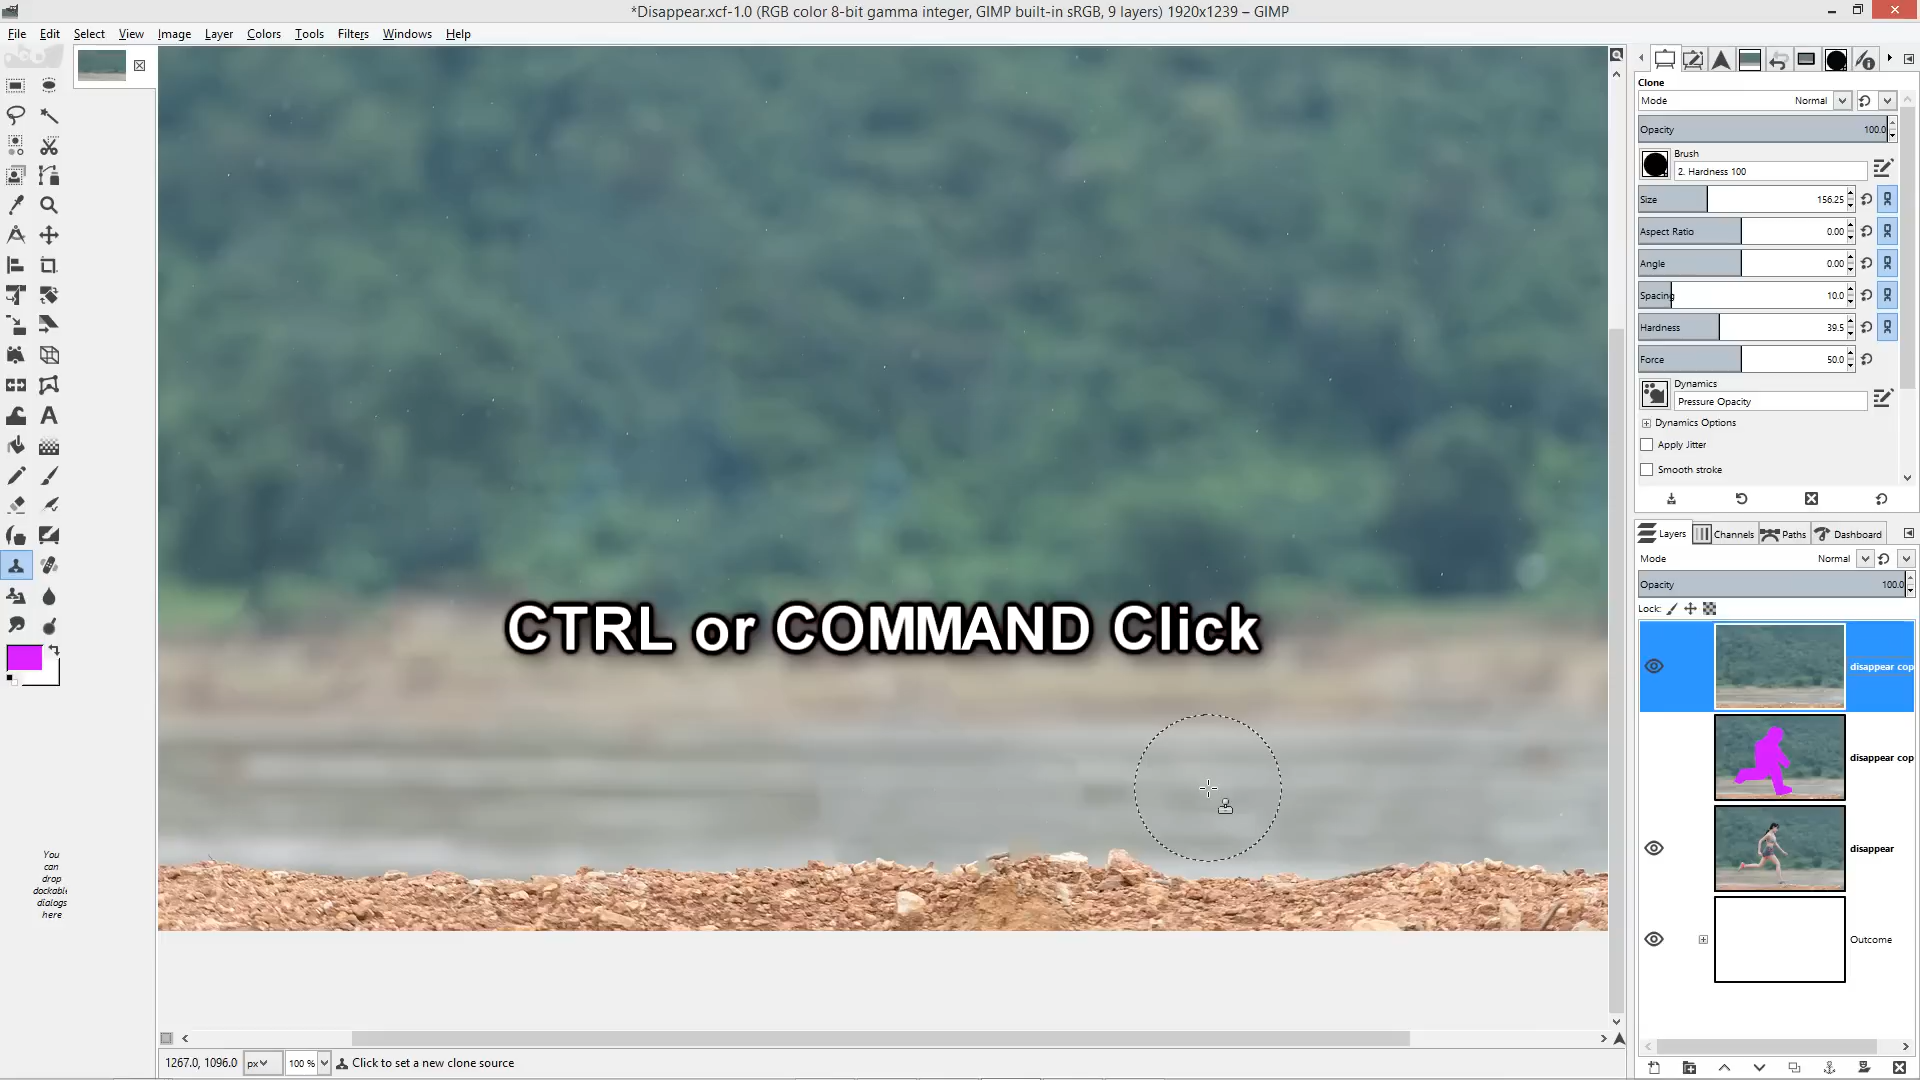 *Disappear.xcf-1.0 (RGB color 8-bit gamma integer, GIMP built-in sRGB, 9 layers) 1920x1239 – GIMP
File Edit Select View Image Layer Colors Tools Filters Windows Help
Clone
Mode Normal
Opacity 100.0
Brush
2. Hardness 100
Size 156.25
Aspect Ratio 0.00
Angle 0.00
Spacing 10.0
Hardness 39.5
Force 50.0
Dynamics
Pressure Opacity
Dynamics Options
Apply Jitter
Smooth stroke
Layers Channels Paths Dashboard
Mode Normal
Opacity 100.0
Lock:
disappear cop
disappear cop
disappear
Outcome
CTRL or COMMAND Click
You
can
drop
dockable
dialogs
here
1267.0, 1096.0 px 100 % Click to set a new clone source